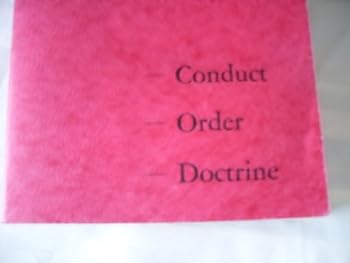 — Conduct
— Order
— Doctrine